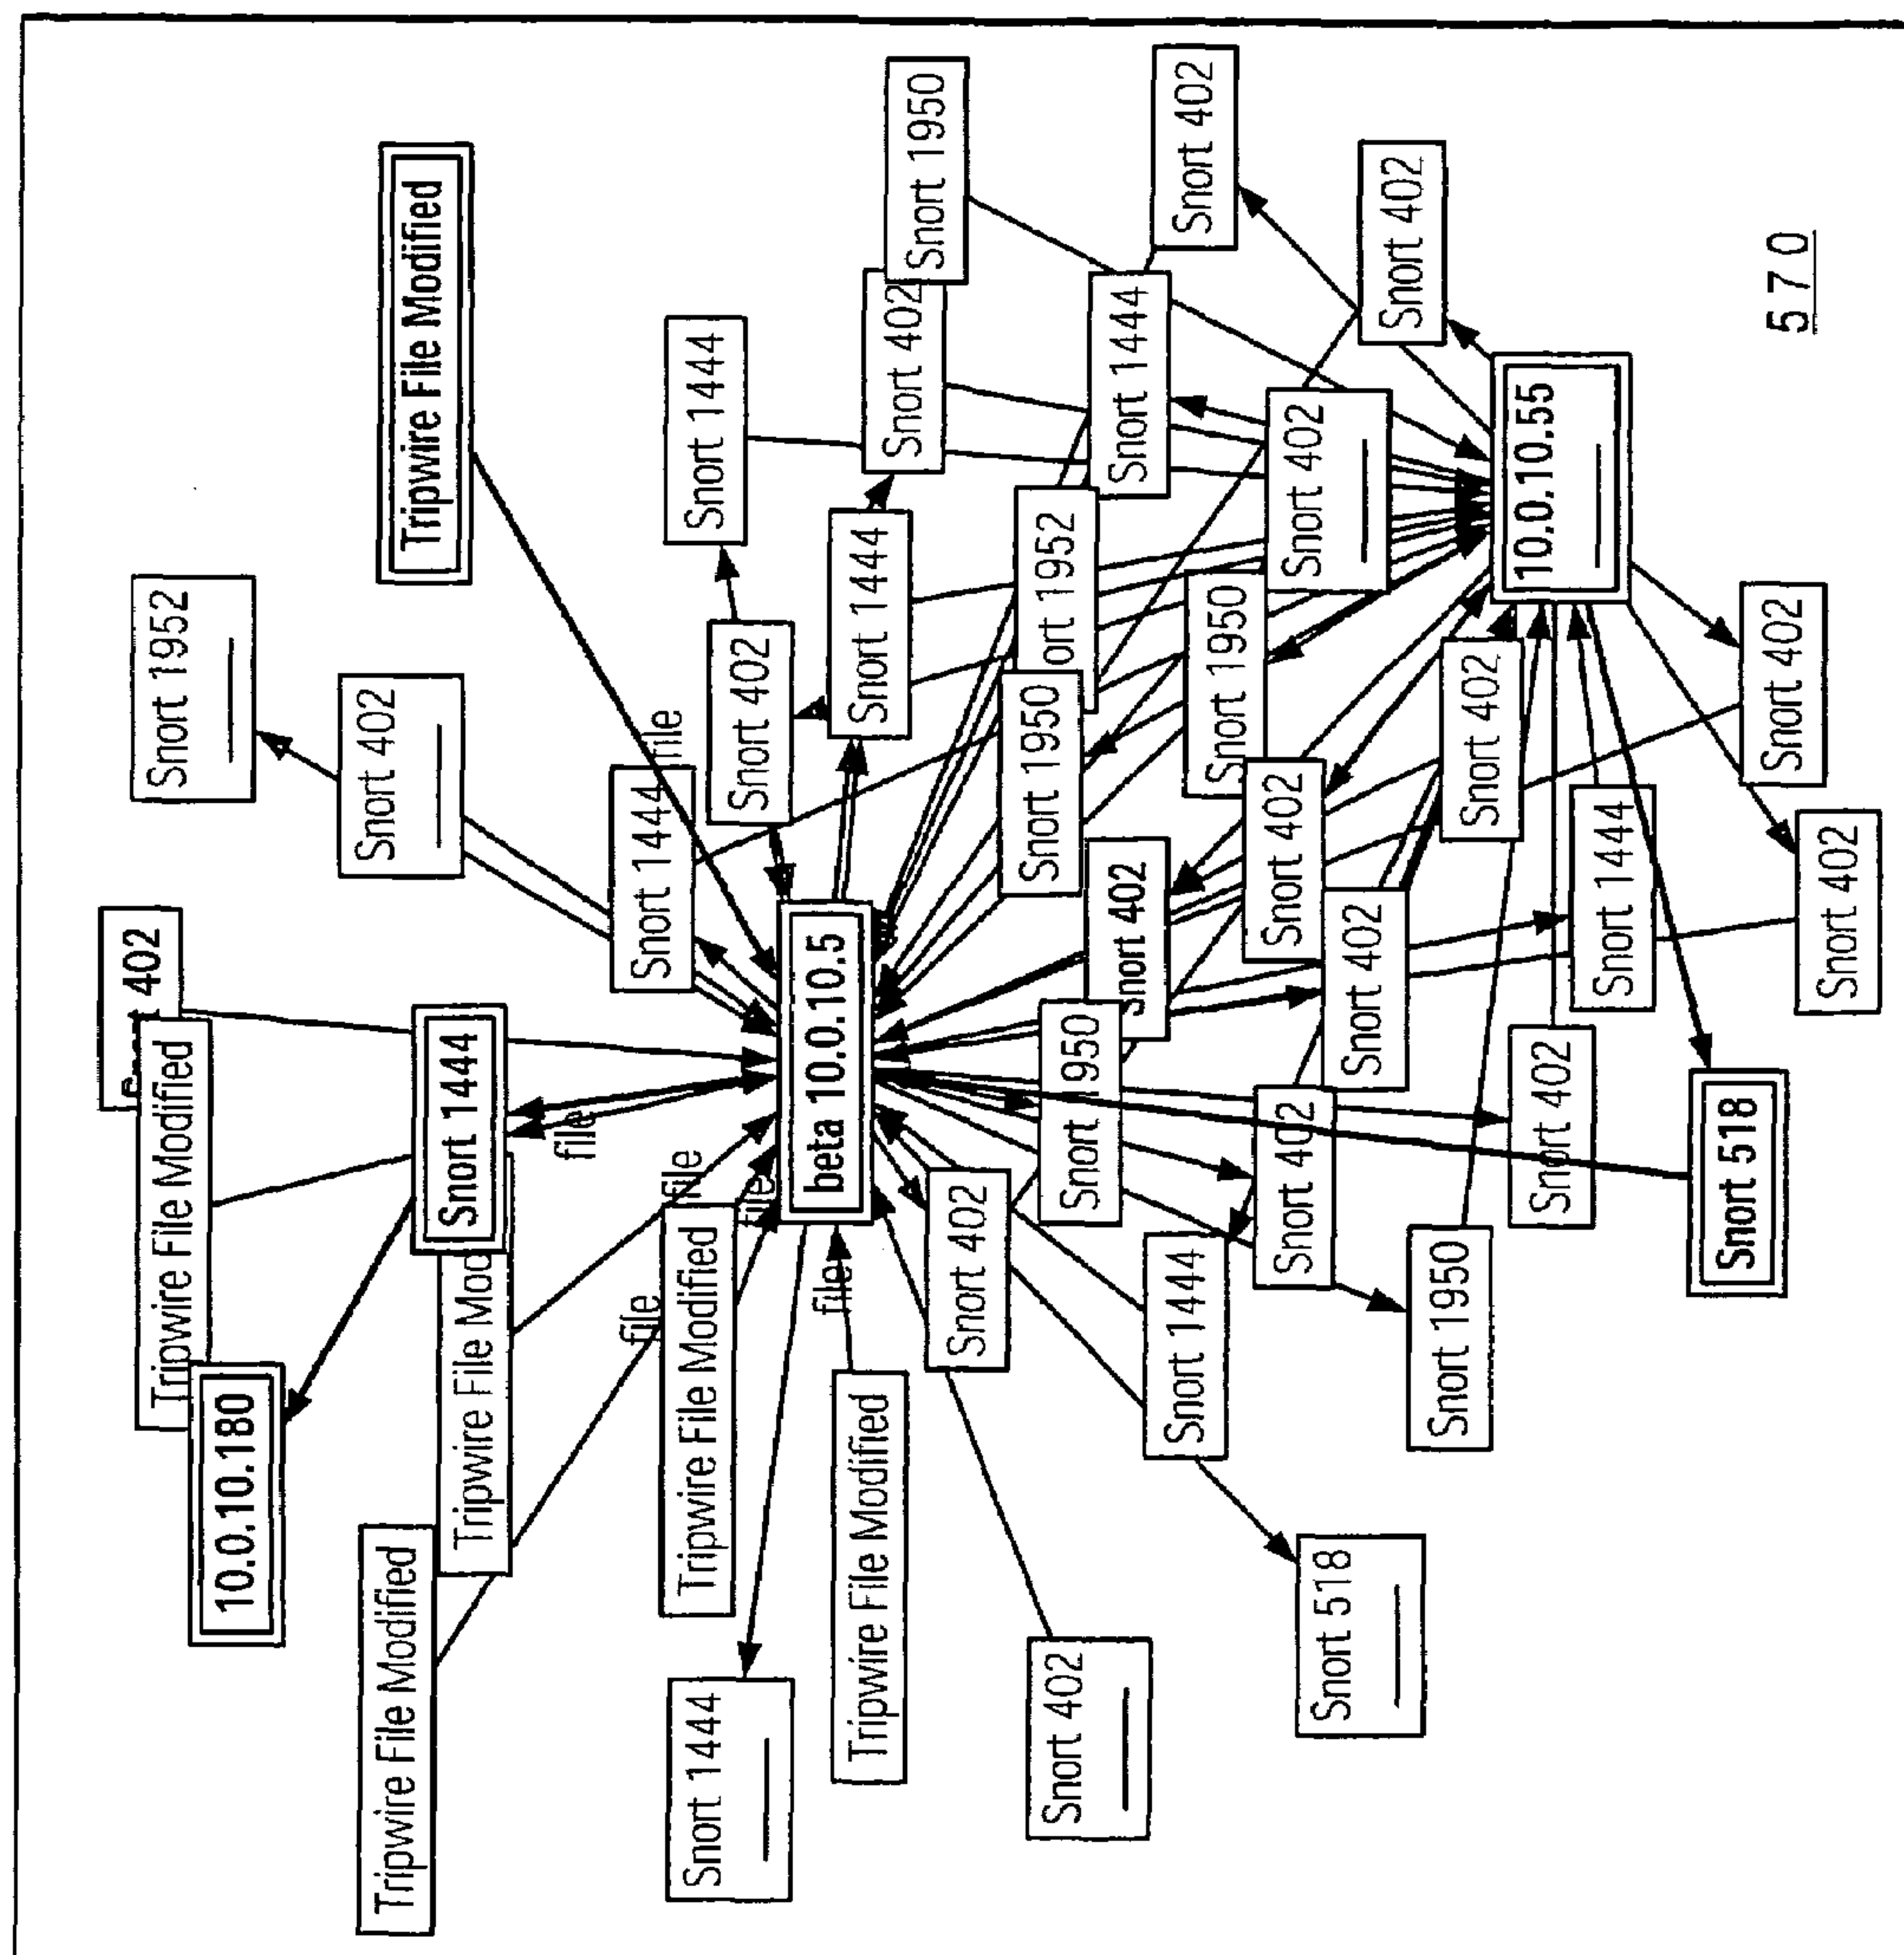 402
Tripwire File Modified
Snort 1952
10.0.10.180
Snort 402
Tripwire File Modified
Tripwire File Modified
Snort 1444
Tripwire File Mod
file
file
Snort 1444
file
file
Tripwire File Modified
Snort 1444
Snort 1444
Snort 402
file
beta 10.0.10.5
file
Tripwire File Modified
Snort 1444
Snort 402
Snort 1950
Snort 402
Snort 1950
1952
Snort 402
Snort 1950
Snort 1444
Snort 402
Snort 1444
Snort 402
Snort 1950
Snort 402
Snort 402
Snort 402
Snort 518
Snort 402
Snort 402
Snort 1950
Snort 402
10.0.10.55
Snort 402
Snort 1444
Snort 518
Snort 402
570
Snort 402